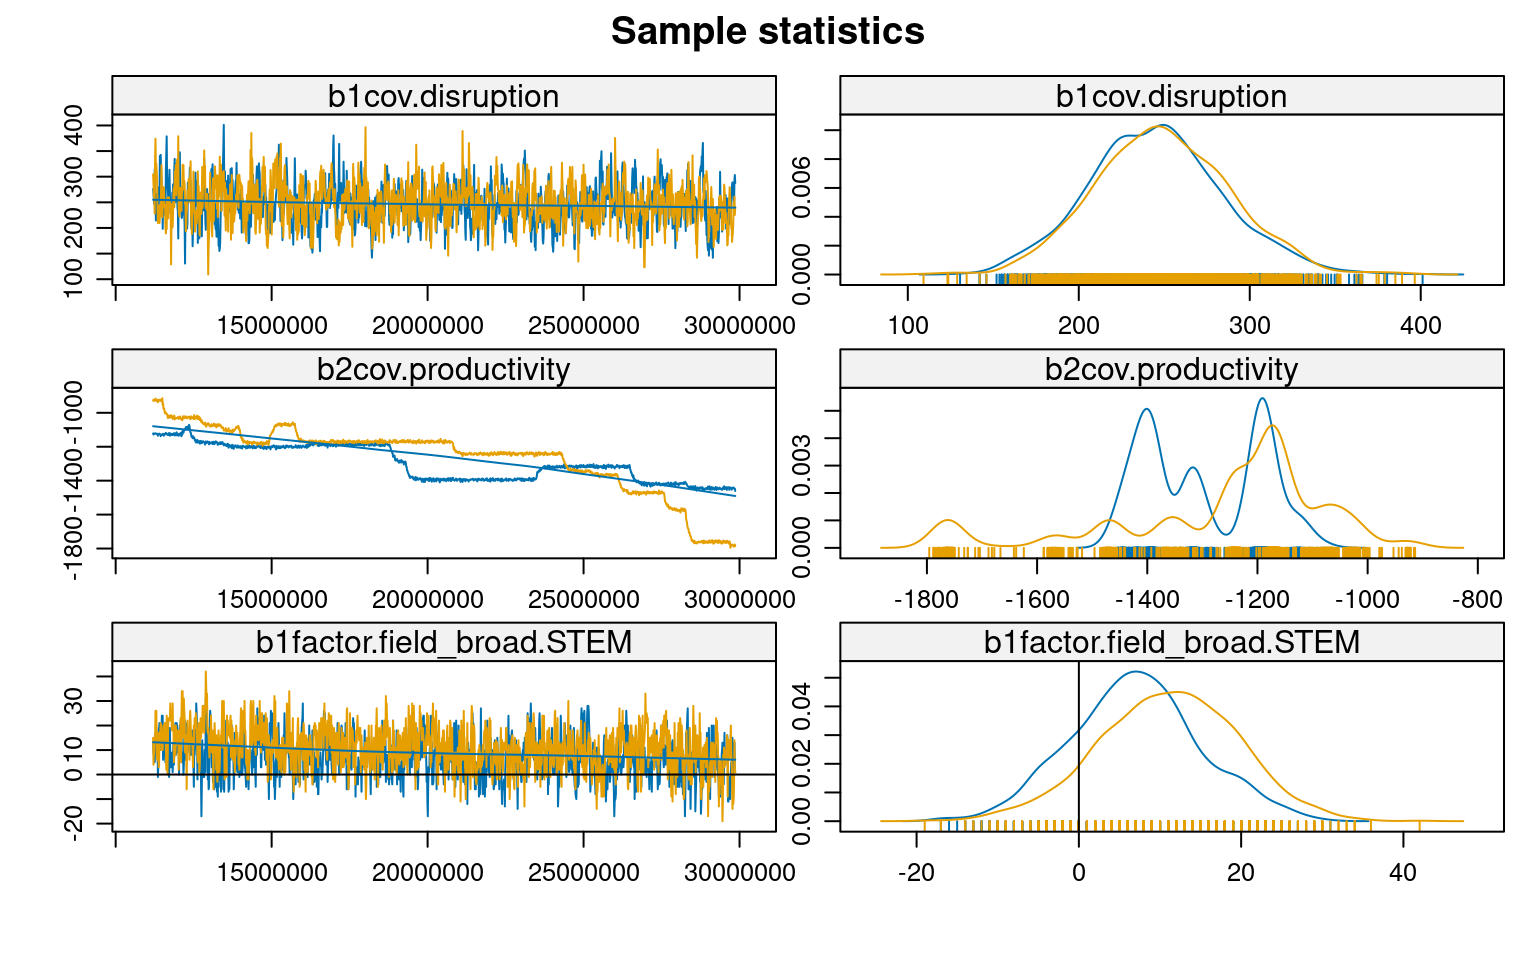 Sample statistics
b1cov.disruption
b1cov.disruption
100 200 300 400
0.000 0.006
15000000 20000000 25000000 30000000
100 200 300 400
b2cov.productivity
b2cov.productivity
-1800 -1400 -1000
0.000 0.003
15000000 20000000 25000000 30000000
-1800 -1600 -1400 -1200 -1000 -800
b1factor.field_broad.STEM
b1factor.field_broad.STEM
-20 0 10 30
0.00 0.02 0.04
15000000 20000000 25000000 30000000
-20 0 20 40